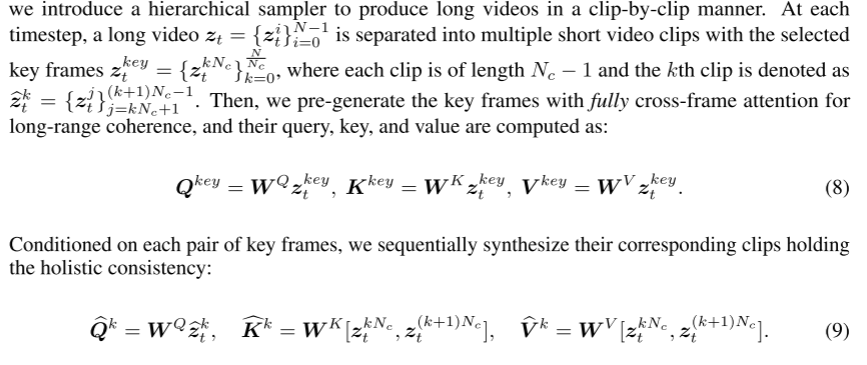 we introduce a hierarchical sampler to produce long videos in a clip-by-clip manner. At each
timestep, a long video $\boldsymbol{z}_t = \{\boldsymbol{z}_t^i\}_{i=0}^{N-1}$ is separated into multiple short video clips with the selected
key frames $\boldsymbol{z}_t^{key} = \{\boldsymbol{z}_t^{kN_c}\}_{k=0}^{\frac{N}{N_c}}$, where each clip is of length $N_c - 1$ and the $k$th clip is denoted as
$\widehat{\boldsymbol{z}}_t^k = \{\boldsymbol{z}_t^j\}_{j=kN_c+1}^{(k+1)N_c-1}$. Then, we pre-generate the key frames with fully cross-frame attention for
long-range coherence, and their query, key, and value are computed as:
$\boldsymbol{Q}^{key} = \boldsymbol{W}^Q \boldsymbol{z}_t^{key},\ \boldsymbol{K}^{key} = \boldsymbol{W}^K \boldsymbol{z}_t^{key},\ \boldsymbol{V}^{key} = \boldsymbol{W}^V \boldsymbol{z}_t^{key}.$ (8)
Conditioned on each pair of key frames, we sequentially synthesize their corresponding clips holding
the holistic consistency:
$\widehat{\boldsymbol{Q}}^k = \boldsymbol{W}^Q \widehat{\boldsymbol{z}}_t^k,\quad \widehat{\boldsymbol{K}}^k = \boldsymbol{W}^K [\boldsymbol{z}_t^{kN_c}, \boldsymbol{z}_t^{(k+1)N_c}],\quad \widehat{\boldsymbol{V}}^k = \boldsymbol{W}^V [\boldsymbol{z}_t^{kN_c}, \boldsymbol{z}_t^{(k+1)N_c}].$ (9)